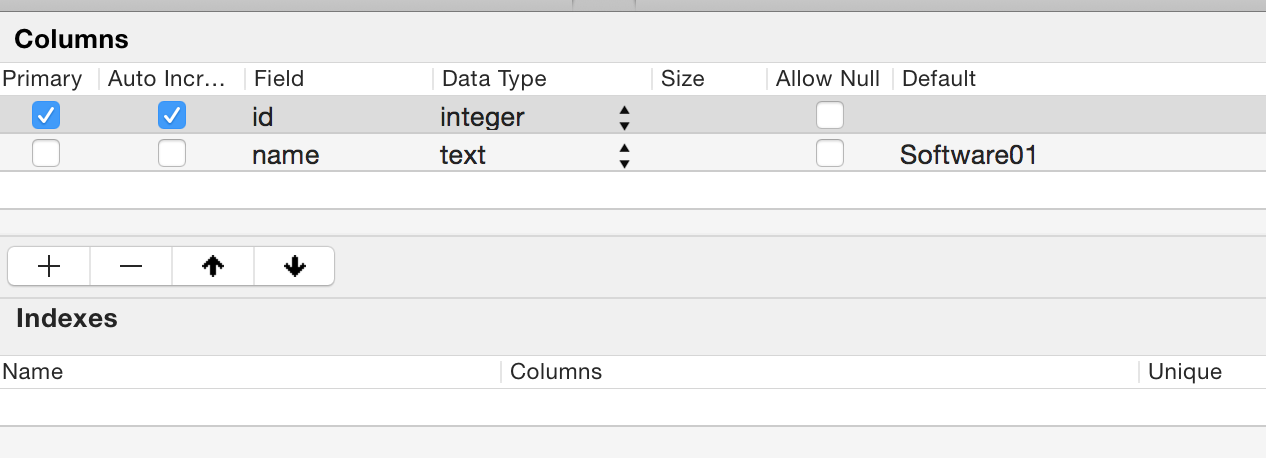 Columns
Primary Auto Incr... Field Data Type Size Allow Null Default
id integer
name text Software01
Indexes
Name Columns Unique